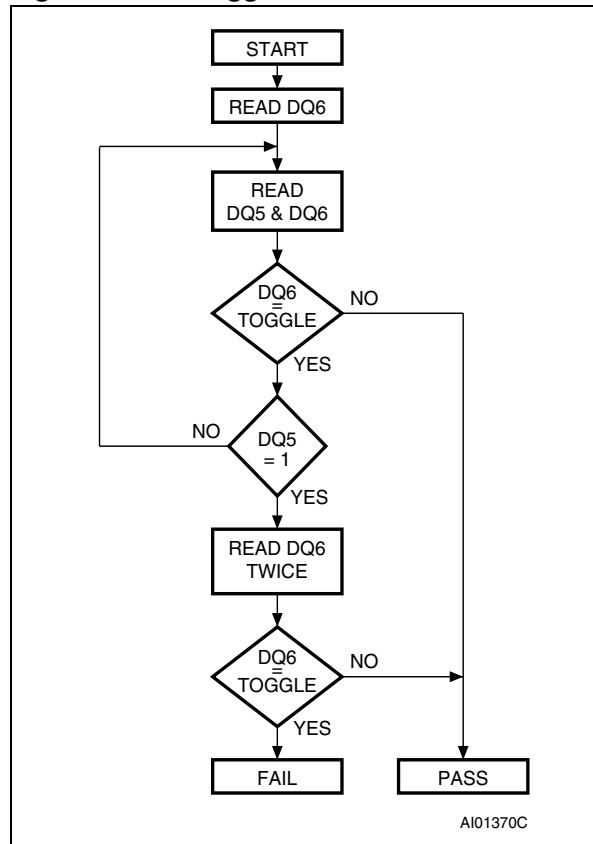 START
READ DQ6
READ
DQ5 & DQ6
DQ6
=
TOGGLE
NO
YES
NO
DQ5
= 1
YES
READ DQ6
TWICE
DQ6
=
TOGGLE
NO
YES
FAIL
PASS
AI01370C